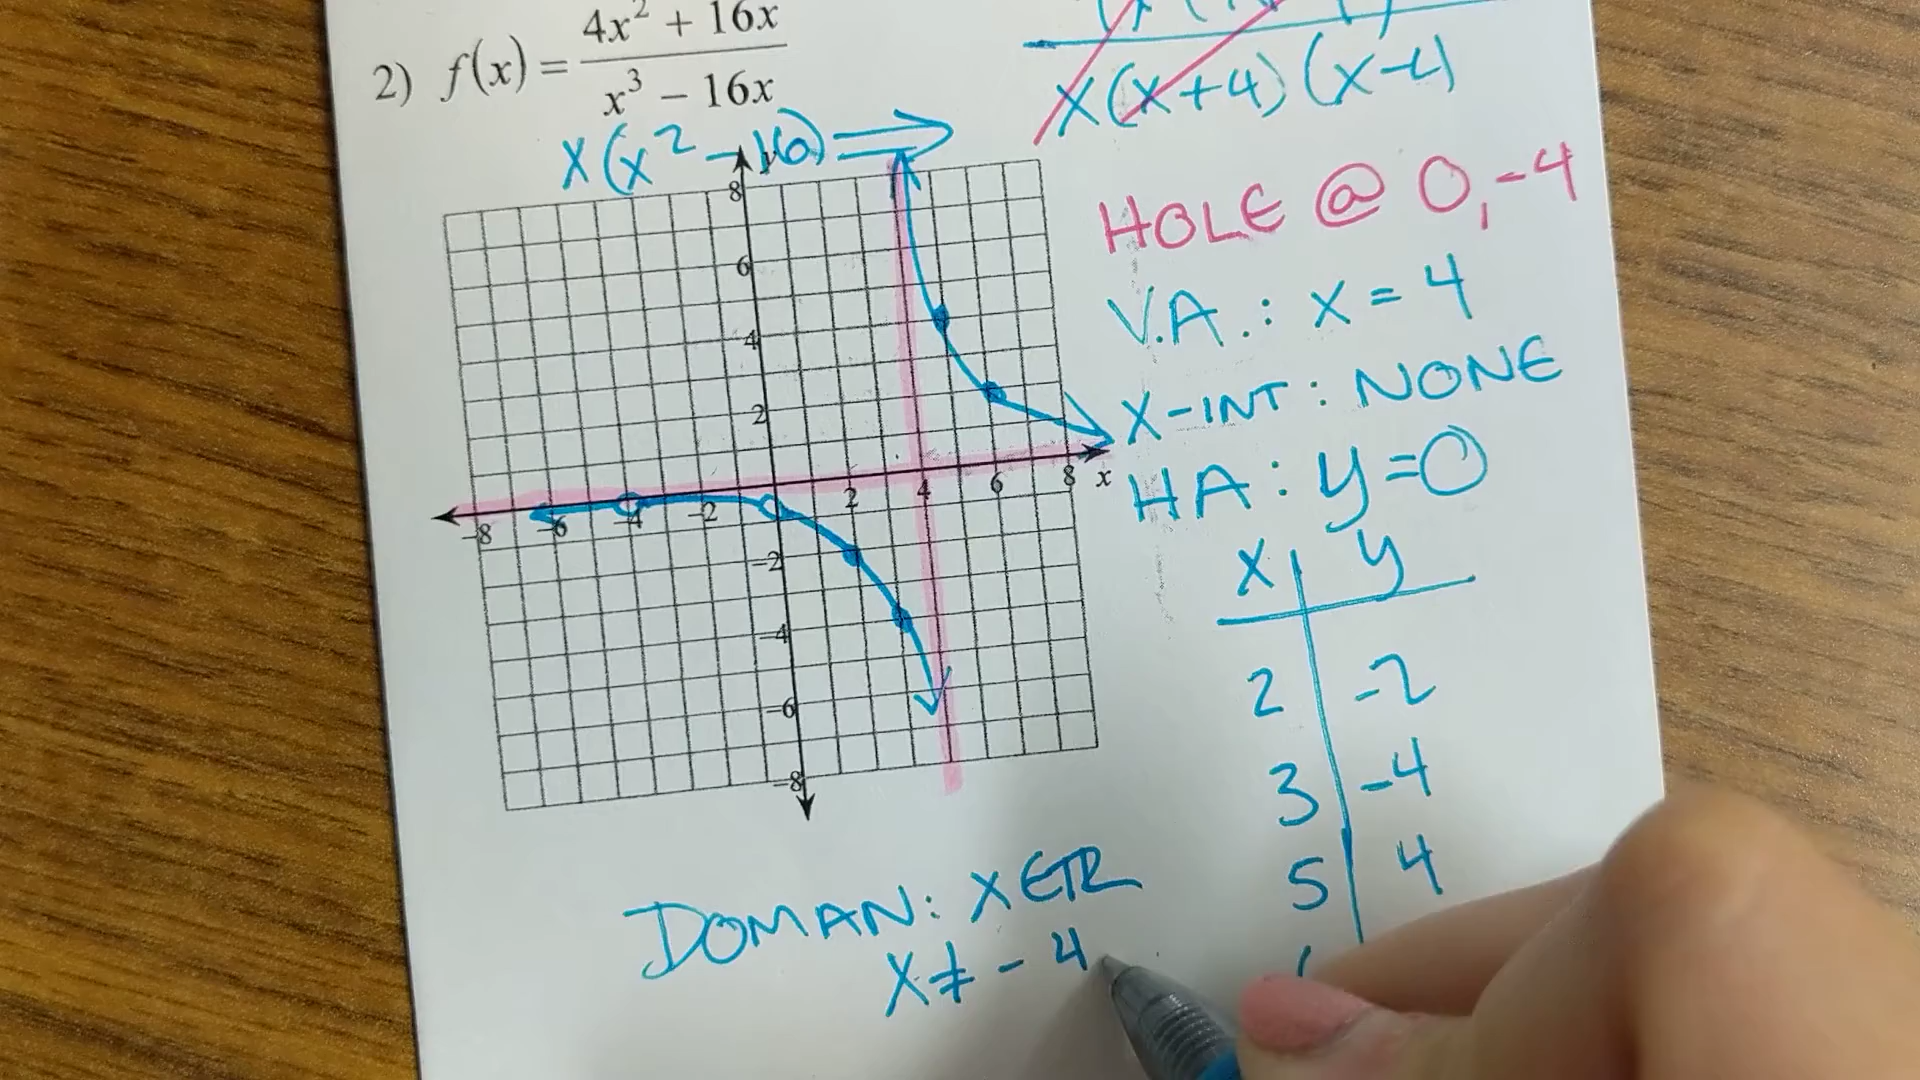 2) f(x) = (4x² + 16x)/(x³ - 16x)
X(x² - 16)
X(X+4)(X-4)
HOLE @ 0, -4
V.A.: X = 4
X-INT: NONE
HA: y=0
x y
2 -2
3 -4
5 4
DOMAN: X∈ℝ
X≠ - 4
y
8
6
4
2
-8 -6 -4 -2 2 4 6 8 x
-2
-4
-6
-8